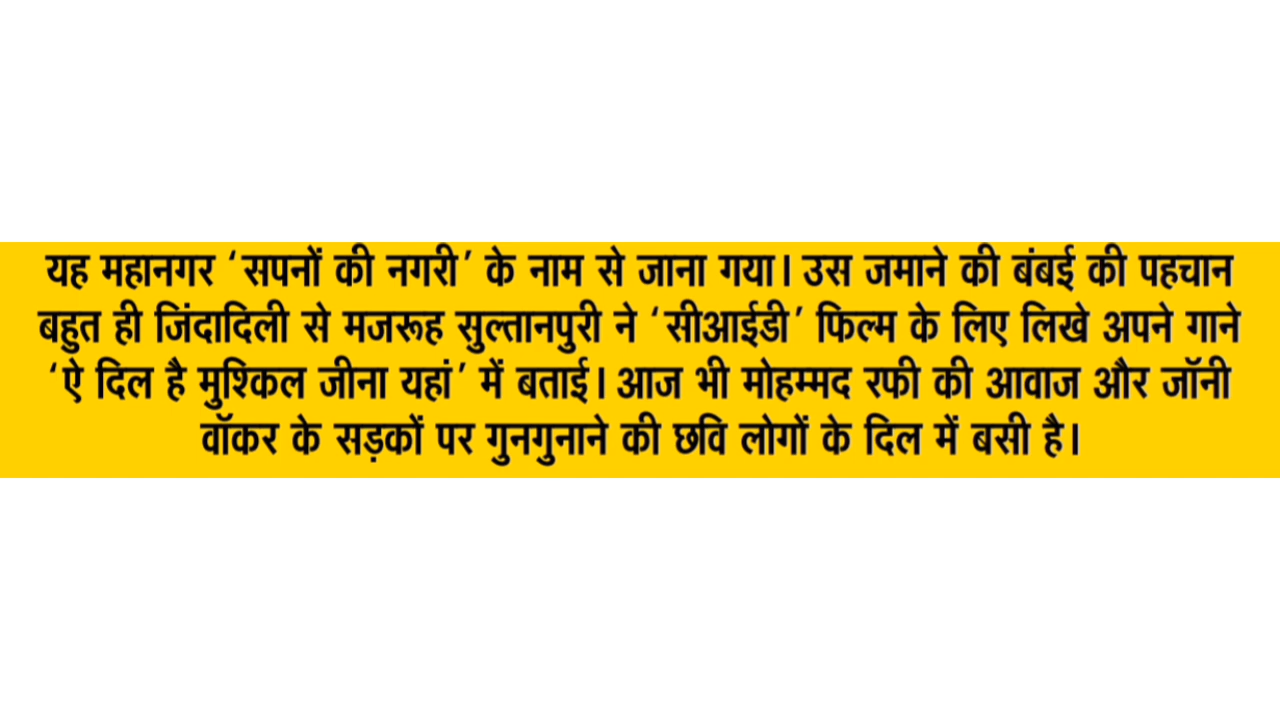 यह महानगर ‘सपनों की नगरी’ के नाम से जाना गया। उस जमाने की बंबई की पहचान
बहुत ही जिंदादिली से मजरूह सुल्तानपुरी ने ‘सीआईडी’ फिल्म के लिए लिखे अपने गाने
‘ऐ दिल है मुश्किल जीना यहां’ में बताई। आज भी मोहम्मद रफी की आवाज और जॉनी
वॉकर के सड़कों पर गुनगुनाने की छवि लोगों के दिल में बसी है।